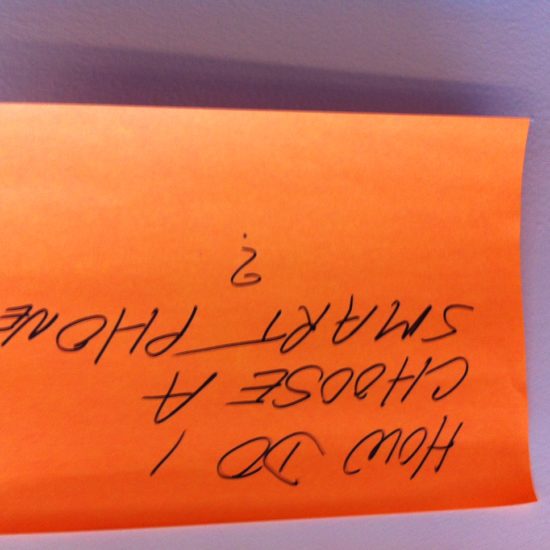 HOW DO I
CHOOSE A
SMART PHONE
?